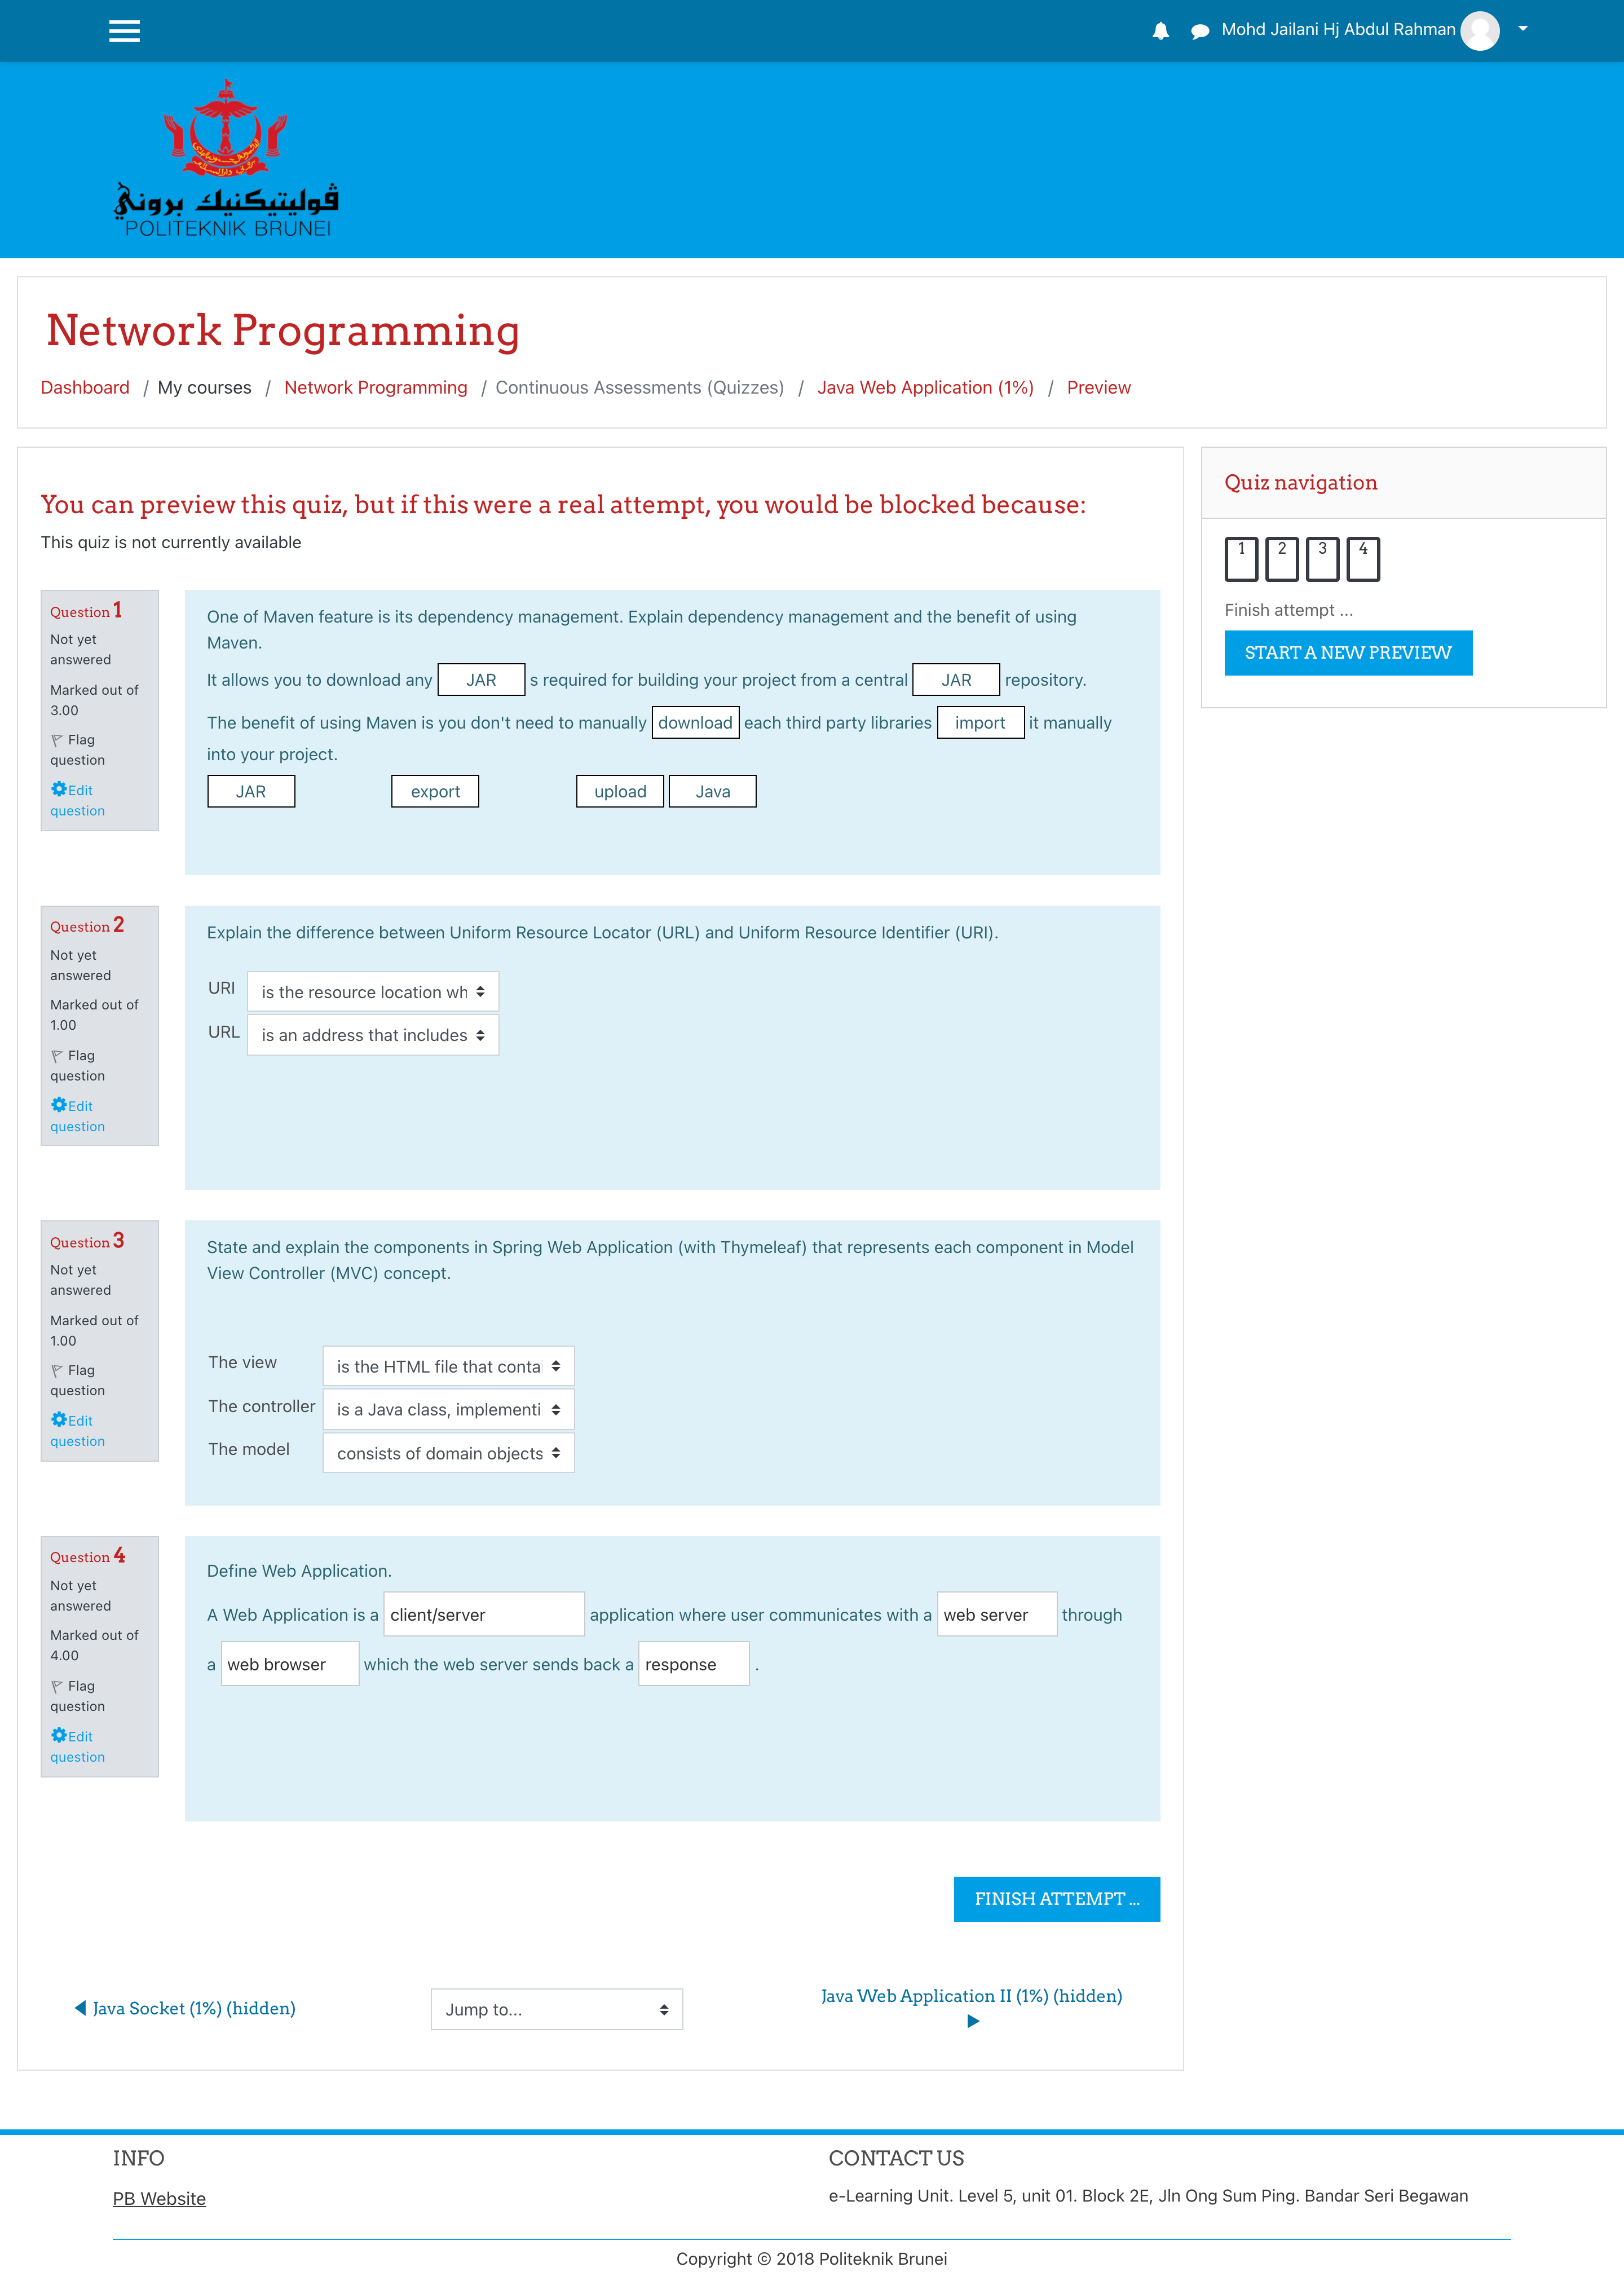 Mohd Jailani Hj Abdul Rahman
ڤوليتيكنيك بروني
POLITEKNIK BRUNEI
Network Programming
Dashboard / My courses / Network Programming / Continuous Assessments (Quizzes) / Java Web Application (1%) / Preview
You can preview this quiz, but if this were a real attempt, you would be blocked because:
This quiz is not currently available
Question 1
Not yet
answered
Marked out of
3.00
Flag
question
Edit
question
One of Maven feature is its dependency management. Explain dependency management and the benefit of using
Maven.
It allows you to download any JAR s required for building your project from a central JAR repository.
The benefit of using Maven is you don't need to manually download each third party libraries import it manually
into your project.
JAR export upload Java
Question 2
Not yet
answered
Marked out of
1.00
Flag
question
Edit
question
Explain the difference between Uniform Resource Locator (URL) and Uniform Resource Identifier (URI).
URI is the resource location wh
URL is an address that includes
Question 3
Not yet
answered
Marked out of
1.00
Flag
question
Edit
question
State and explain the components in Spring Web Application (with Thymeleaf) that represents each component in Model
View Controller (MVC) concept.
The view is the HTML file that conta
The controller is a Java class, implementi
The model consists of domain objects
Question 4
Not yet
answered
Marked out of
4.00
Flag
question
Edit
question
Define Web Application.
A Web Application is a client/server application where user communicates with a web server through
a web browser which the web server sends back a response .
FINISH ATTEMPT ...
Java Socket (1%) (hidden)
Jump to...
Java Web Application II (1%) (hidden)
Quiz navigation
1 2 3 4
Finish attempt ...
START A NEW PREVIEW
INFO
PB Website
CONTACT US
e-Learning Unit. Level 5, unit 01. Block 2E, Jln Ong Sum Ping. Bandar Seri Begawan
Copyright © 2018 Politeknik Brunei